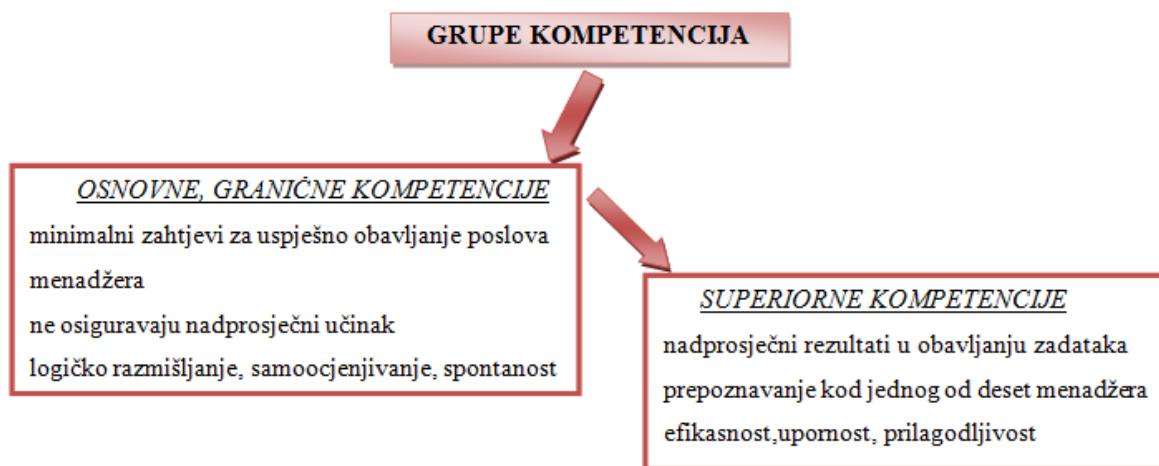 GRUPE KOMPETENCIJA
OSNOVNE, GRANIČNE KOMPETENCIJE
minimalni zahtjevi za uspješno obavljanje poslova
menadžera
ne osiguravaju nadprosječni učinak
logičko razmišljanje, samoocjenjivanje, spontanost
SUPERIORNE KOMPETENCIJE
nadprosječni rezultati u obavljanju zadataka
prepoznavanje kod jednog od deset menadžera
efikasnost,upornost, prilagodljivost